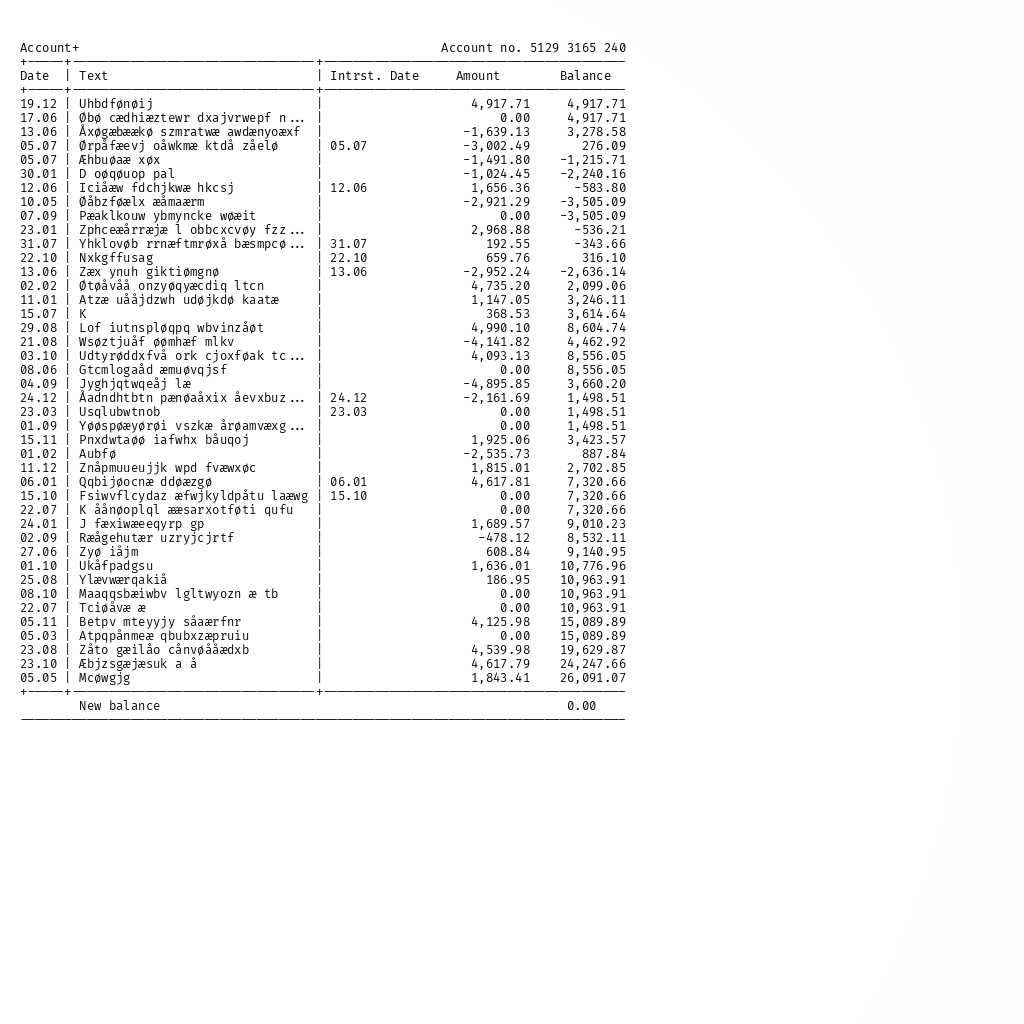 Account+ Account no. 5129 3165 240
Date | Text | Intrst. Date Amount Balance
19.12 | Uhbdfønøij | 4,917.71 4,917.71
17.06 | Øbø cædhiæztewr dxajvrwepf n... | 0.00 4,917.71
13.06 | Åxøgæbæækø szmratwæ awdænyoæxf | -1,639.13 3,278.58
05.07 | Ørpåfæevj oåwkmæ ktdå zåelø | 05.07 -3,002.49 276.09
05.07 | Æhbuøaæ xøx | -1,491.80 -1,215.71
30.01 | D oøqøuop pal | -1,024.45 -2,240.16
12.06 | Iciåæw fdchjkwæ hkcsj | 12.06 1,656.36 -583.80
10.05 | Øåbzføælx æåmaærm | -2,921.29 -3,505.09
07.09 | Pæaklkouw ybmyncke wøæit | 0.00 -3,505.09
23.01 | Zphceæårræjæ l obbcxcvøy fzz... | 2,968.88 -536.21
31.07 | Yhklovøb rrnæftmrøxå bæsmpcø... | 31.07 192.55 -343.66
22.10 | Nxkgffusag | 22.10 659.76 316.10
13.06 | Zæx ynuh giktiømgnø | 13.06 -2,952.24 -2,636.14
02.02 | Øtøåvåå onzyøqyæcdiq ltcn | 4,735.20 2,099.06
11.01 | Atzæ uååjdzwh udøjkdø kaatæ | 1,147.05 3,246.11
15.07 | K | 368.53 3,614.64
29.08 | Lof iutnspløqpq wbvinzåøt | 4,990.10 8,604.74
21.08 | Wsøztjuåf øømhæf mlkv | -4,141.82 4,462.92
03.10 | Udtyrøddxfvå ork cjoxføak tc... | 4,093.13 8,556.05
08.06 | Gtcmlogaåd æmuøvqjsf | 0.00 8,556.05
04.09 | Jyghjqtwqeåj læ | -4,895.85 3,660.20
24.12 | Åadndhtbtn pænøaåxix åevxbuz... | 24.12 -2,161.69 1,498.51
23.03 | Usqlubwtnob | 23.03 0.00 1,498.51
01.09 | Yøøspøæyørøi vszkæ årøamvæxg... | 0.00 1,498.51
15.11 | Pnxdwtaøø iafwhx båuqoj | 1,925.06 3,423.57
01.02 | Aubfø | -2,535.73 887.84
11.12 | Znåpmuueujjk wpd fvæwxøc | 1,815.01 2,702.85
06.01 | Qqbijøocnæ ddøæzgø | 06.01 4,617.81 7,320.66
15.10 | Fsiwvflcydaz æfwjkyldpåtu laæwg | 15.10 0.00 7,320.66
22.07 | K åånøoplql ææsarxotføti qufu | 0.00 7,320.66
24.01 | J fæxiwæeeqyrp gp | 1,689.57 9,010.23
02.09 | Ræågehutær uzryjcjrtf | -478.12 8,532.11
27.06 | Zyø iåjm | 608.84 9,140.95
01.10 | Ukåfpadgsu | 1,636.01 10,776.96
25.08 | Ylævwærqakiå | 186.95 10,963.91
08.10 | Maaqqsbæiwbv lgltwyozn æ tb | 0.00 10,963.91
22.07 | Tciøåvæ æ | 0.00 10,963.91
05.11 | Betpv mteyyjy såaærfnr | 4,125.98 15,089.89
05.03 | Atpqpånmeæ qbubxzæpruiu | 0.00 15,089.89
23.08 | Zåto gæilåo cånvøååædxb | 4,539.98 19,629.87
23.10 | Æbjzsgæjæsuk a å | 4,617.79 24,247.66
05.05 | Mcøwgjg | 1,843.41 26,091.07
New balance 0.00